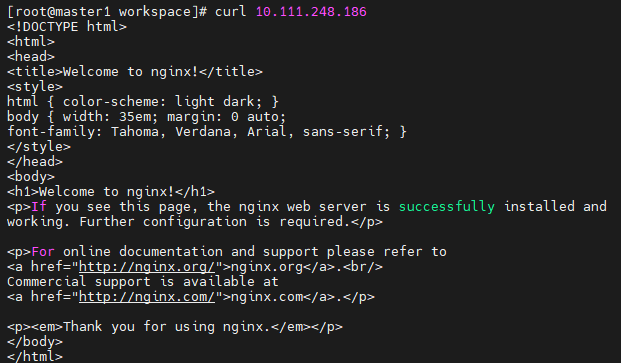 [root@master1 workspace]# curl 10.111.248.186
<!DOCTYPE html>
<html>
<head>
<title>Welcome to nginx!</title>
<style>
html { color-scheme: light dark; }
body { width: 35em; margin: 0 auto;
font-family: Tahoma, Verdana, Arial, sans-serif; }
</style>
</head>
<body>
<h1>Welcome to nginx!</h1>
<p>If you see this page, the nginx web server is successfully installed and
working. Further configuration is required.</p>

<p>For online documentation and support please refer to
<a href="http://nginx.org/">nginx.org</a>.<br/>
Commercial support is available at
<a href="http://nginx.com/">nginx.com</a>.</p>

<p><em>Thank you for using nginx.</em></p>
</body>
</html>